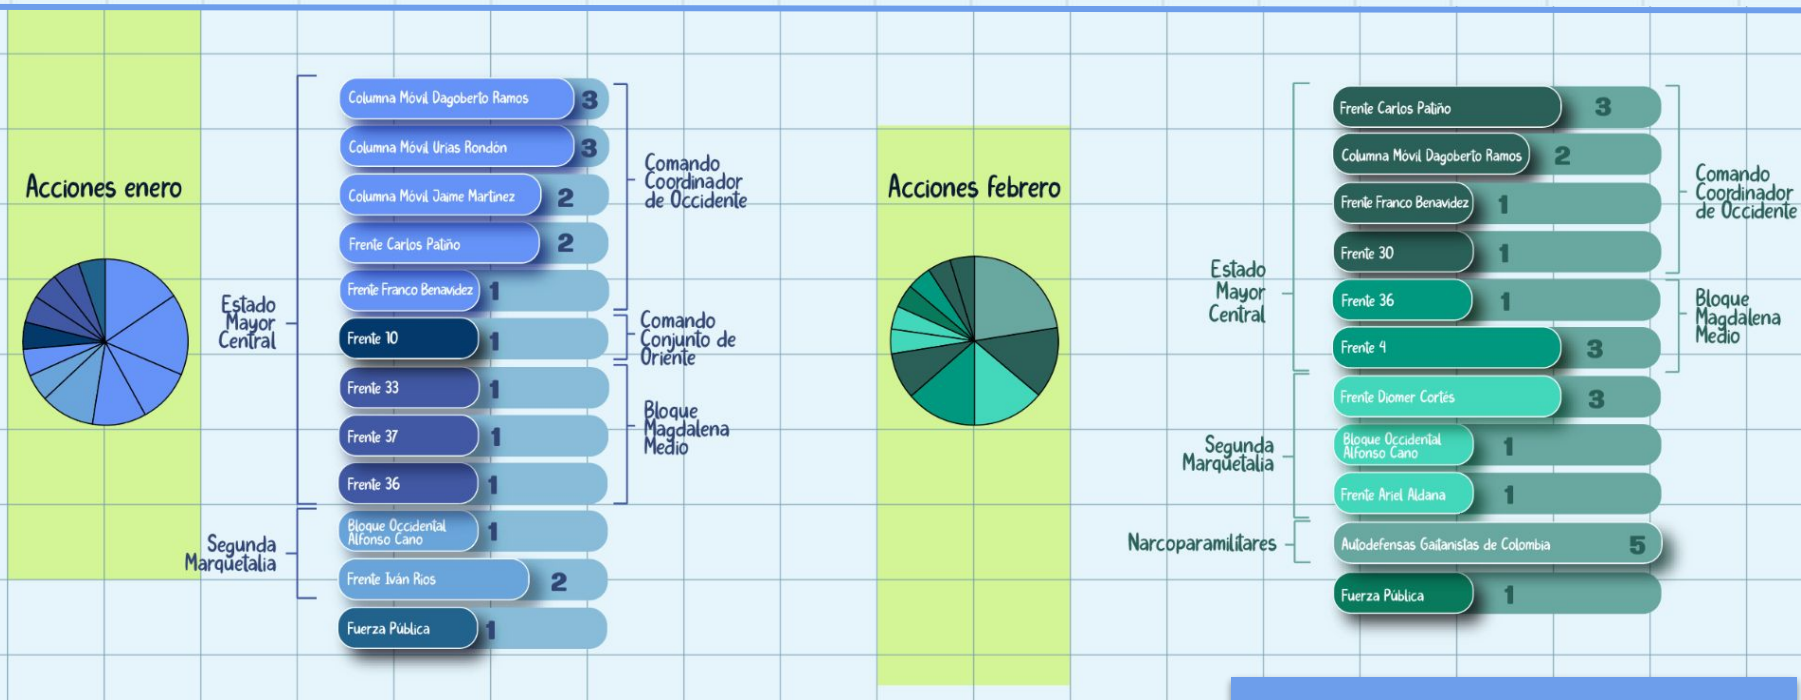 Acciones enero
Estado
Mayor
Central
Columna Móvil Dagoberto Ramos 3
Columna Móvil Urias Rondón 3
Columna Móvil Jaime Martinez 2
Frente Carlos Patiño 2
Frente Franco Benavidez 1
Comando
Coordinador
de Occidente
Frente 10 1
Comando
Conjunto de
Oriente
Frente 33 1
Frente 37 1
Frente 36 1
Bloque
Magdalena
Medio
Segunda
Marquetalia
Bloque Occidental
Alfonso Cano 1
Frente Iván Rios 2
Fuerza Pública 1
Acciones febrero
Estado
Mayor
Central
Frente Carlos Patiño 3
Columna Móvil Dagoberto Ramos 2
Frente Franco Benavidez 1
Frente 30 1
Comando
Coordinador
de Occidente
Frente 36 1
Frente 4 3
Bloque
Magdalena
Medio
Segunda
Marquetalia
Frente Diomer Cortés 3
Bloque Occidental
Alfonso Cano 1
Frente Ariel Aldana 1
Narcoparamilitares
Autodefensas Gaitanistas de Colombia 5
Fuerza Pública 1